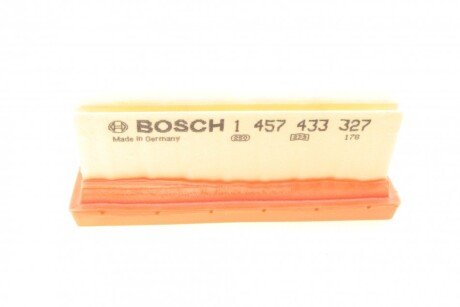 BOSCH 1 457 433 327
Made in Germany 178